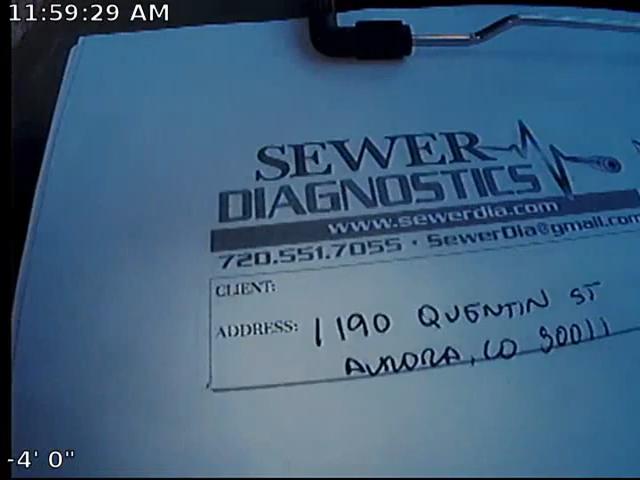 11:59:29 AM
SEWER
DIAGNOSTICS
www.sewerdia.com
720.551.7055 · SewerDia@gmail.com
CLIENT:
ADDRESS: 1190 QUENTIN ST
AURORA, CO 80011
-4' 0"